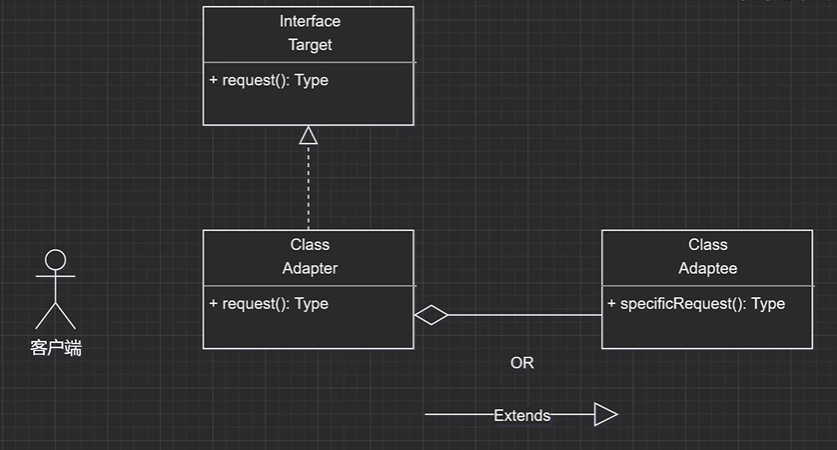 Interface
Target
+ request(): Type
Class
Adapter
+ request(): Type
Class
Adaptee
+ specificRequest(): Type
客户端
OR
Extends